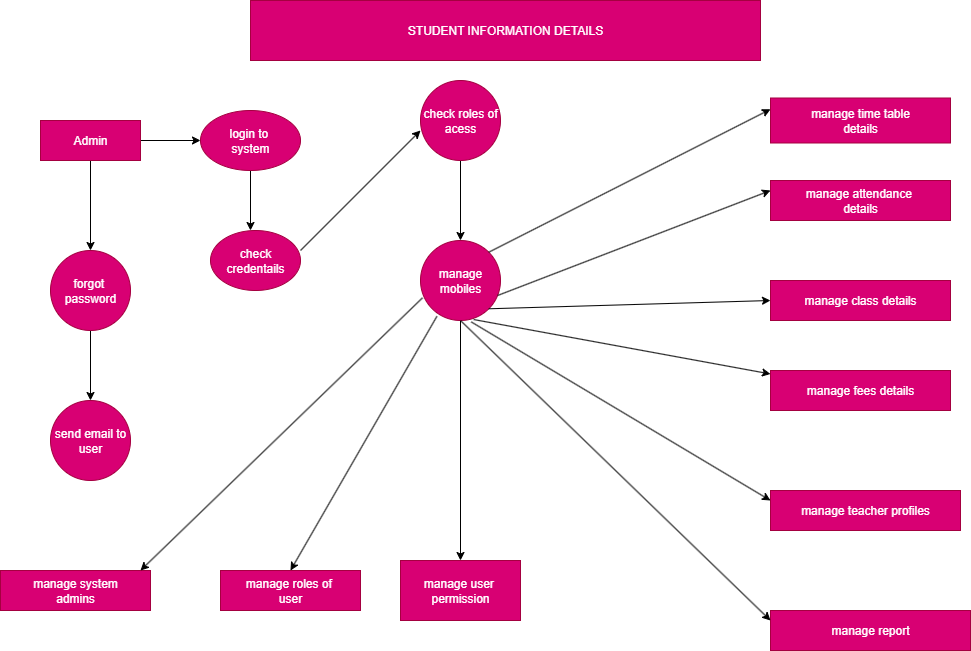 STUDENT INFORMATION DETAILS
check roles of
acess
manage time table
details
Admin
login to
system
manage attendance
details
check
credentails
manage
mobiles
forgot
password
manage class details
manage fees details
send email to
user
manage teacher profiles
manage system
admins
manage roles of
user
manage user
permission
manage report